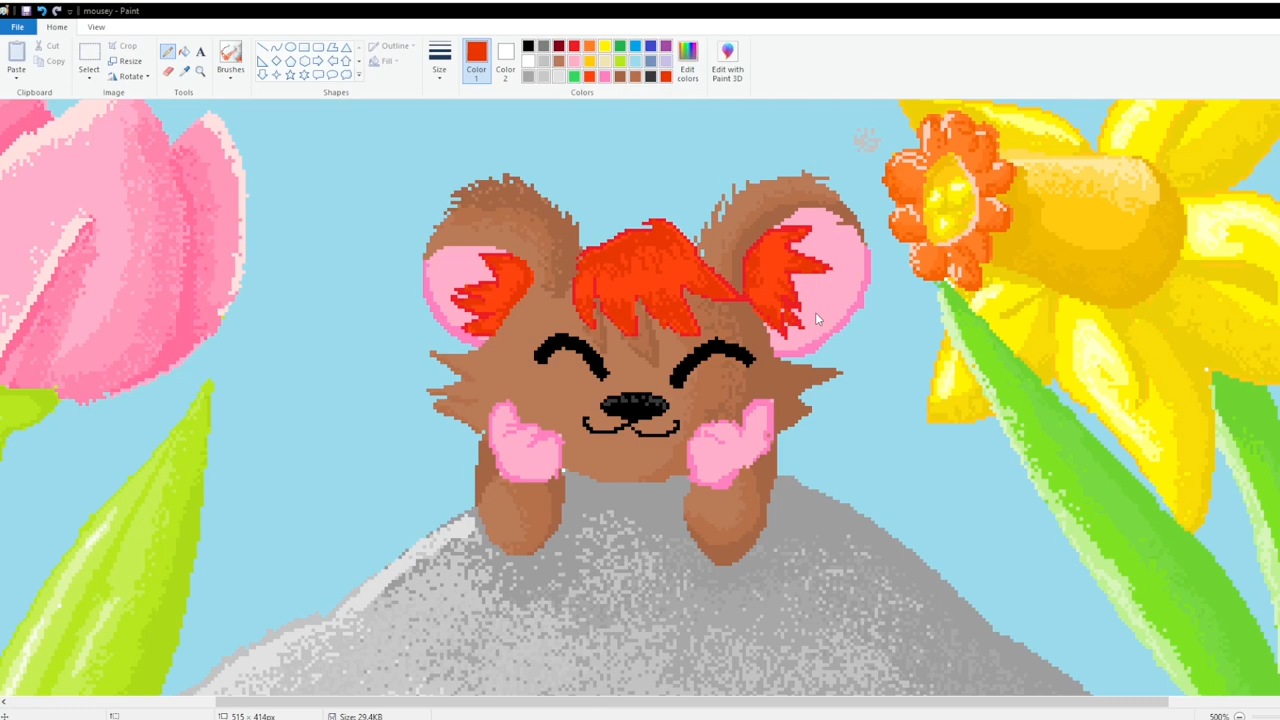 mousey - Paint
File Home View
Paste
Cut
Copy
Clipboard
Select
Crop
Resize
Rotate
Image
A
Tools
Brushes
Outline
Fill
Shapes
Size
Color
1
Color
2
Edit
colors
Edit with
Paint 3D
Colors
515 × 414px
Size: 29.4KB
500%